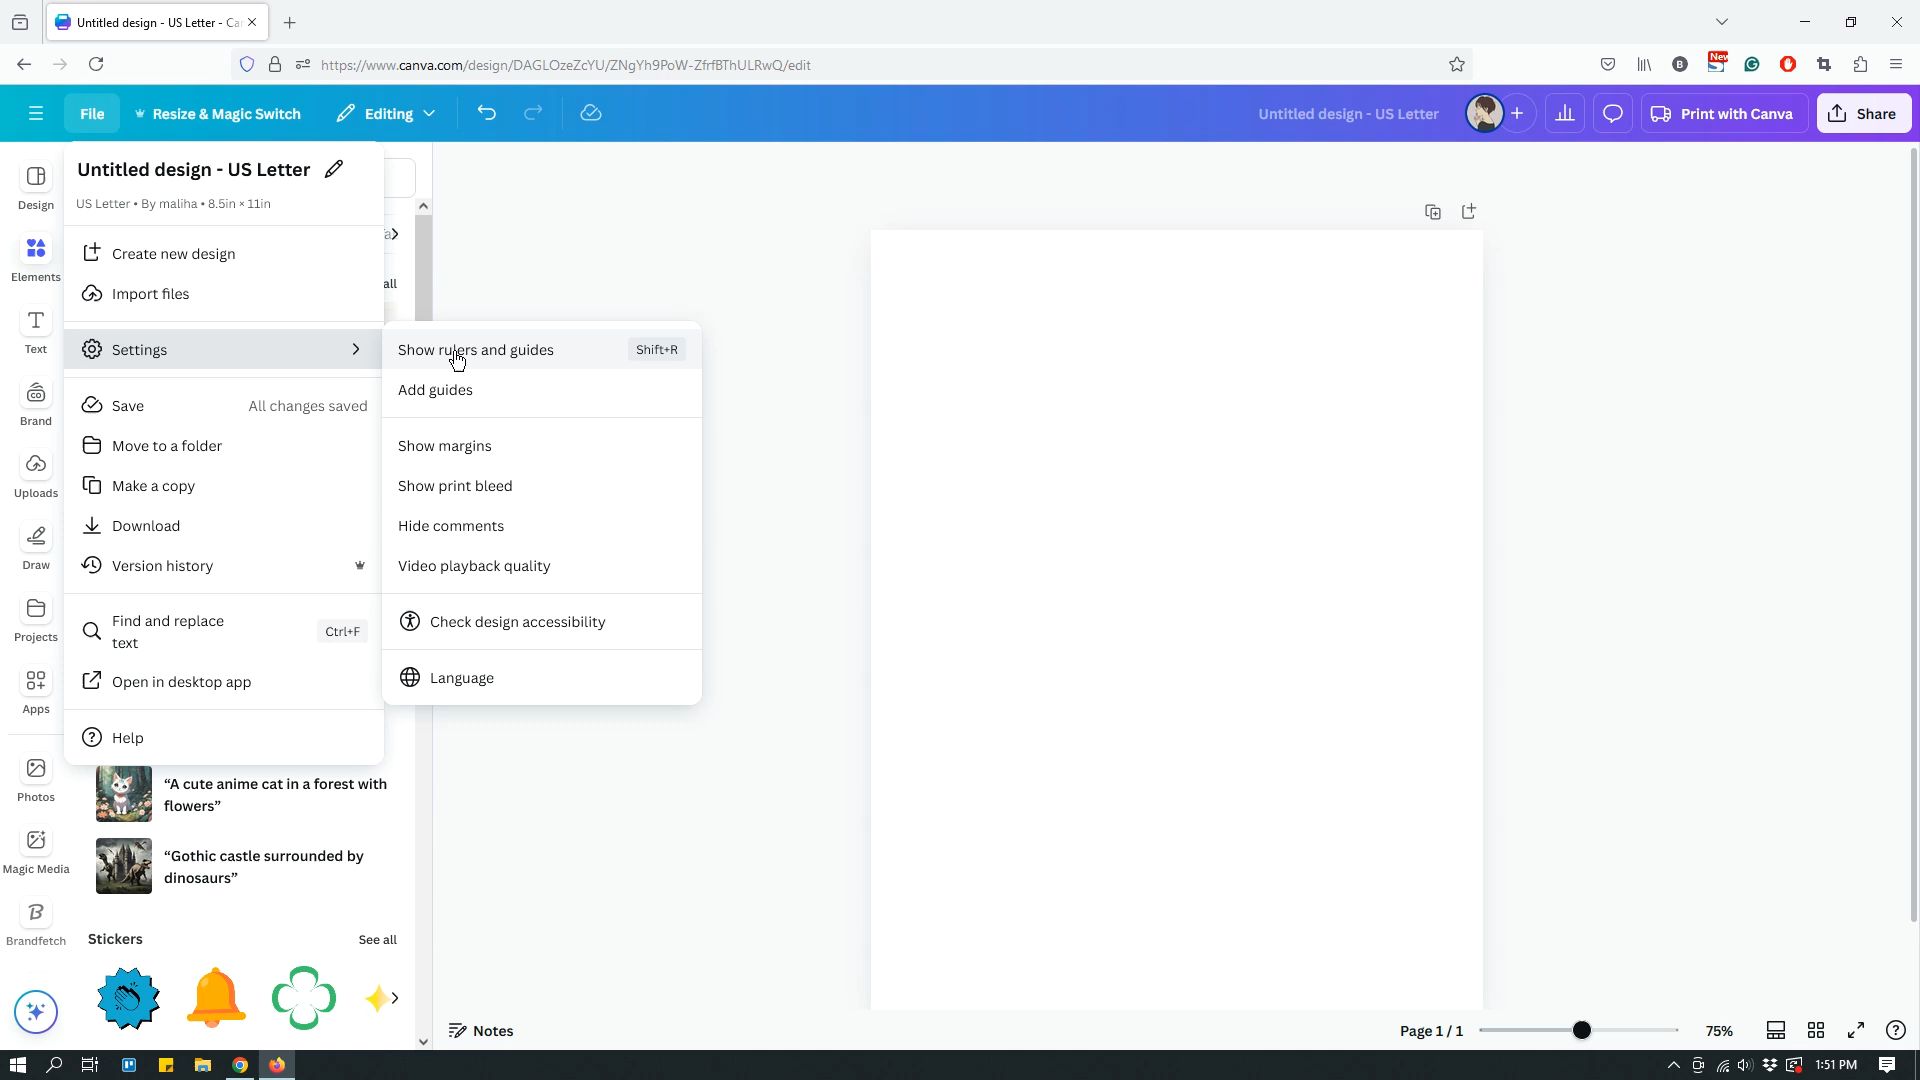 Untitled design - US Letter - Ca
https://www.canva.com/design/DAGLOzeZcYU/ZNgYh9PoW-ZfrfBThULRwQ/edit
New
File
Resize & Magic Switch
Editing
Untitled design - US Letter
Print with Canva
Share
Design
Elements
Text
Brand
Uploads
Draw
Projects
Apps
Photos
Magic Media
Brandfetch
Untitled design - US Letter
US Letter • By maliha • 8.5in × 11in
Create new design
Import files
all
Settings
Save All changes saved
Move to a folder
Make a copy
Download
Version history
Find and replace
text
Ctrl+F
Open in desktop app
Help
Show rulers and guides Shift+R
Add guides
Show margins
Show print bleed
Hide comments
Video playback quality
Check design accessibility
Language
“A cute anime cat in a forest with
flowers”
“Gothic castle surrounded by
dinosaurs”
Stickers See all
Notes
Page 1 / 1
75%
1:51 PM